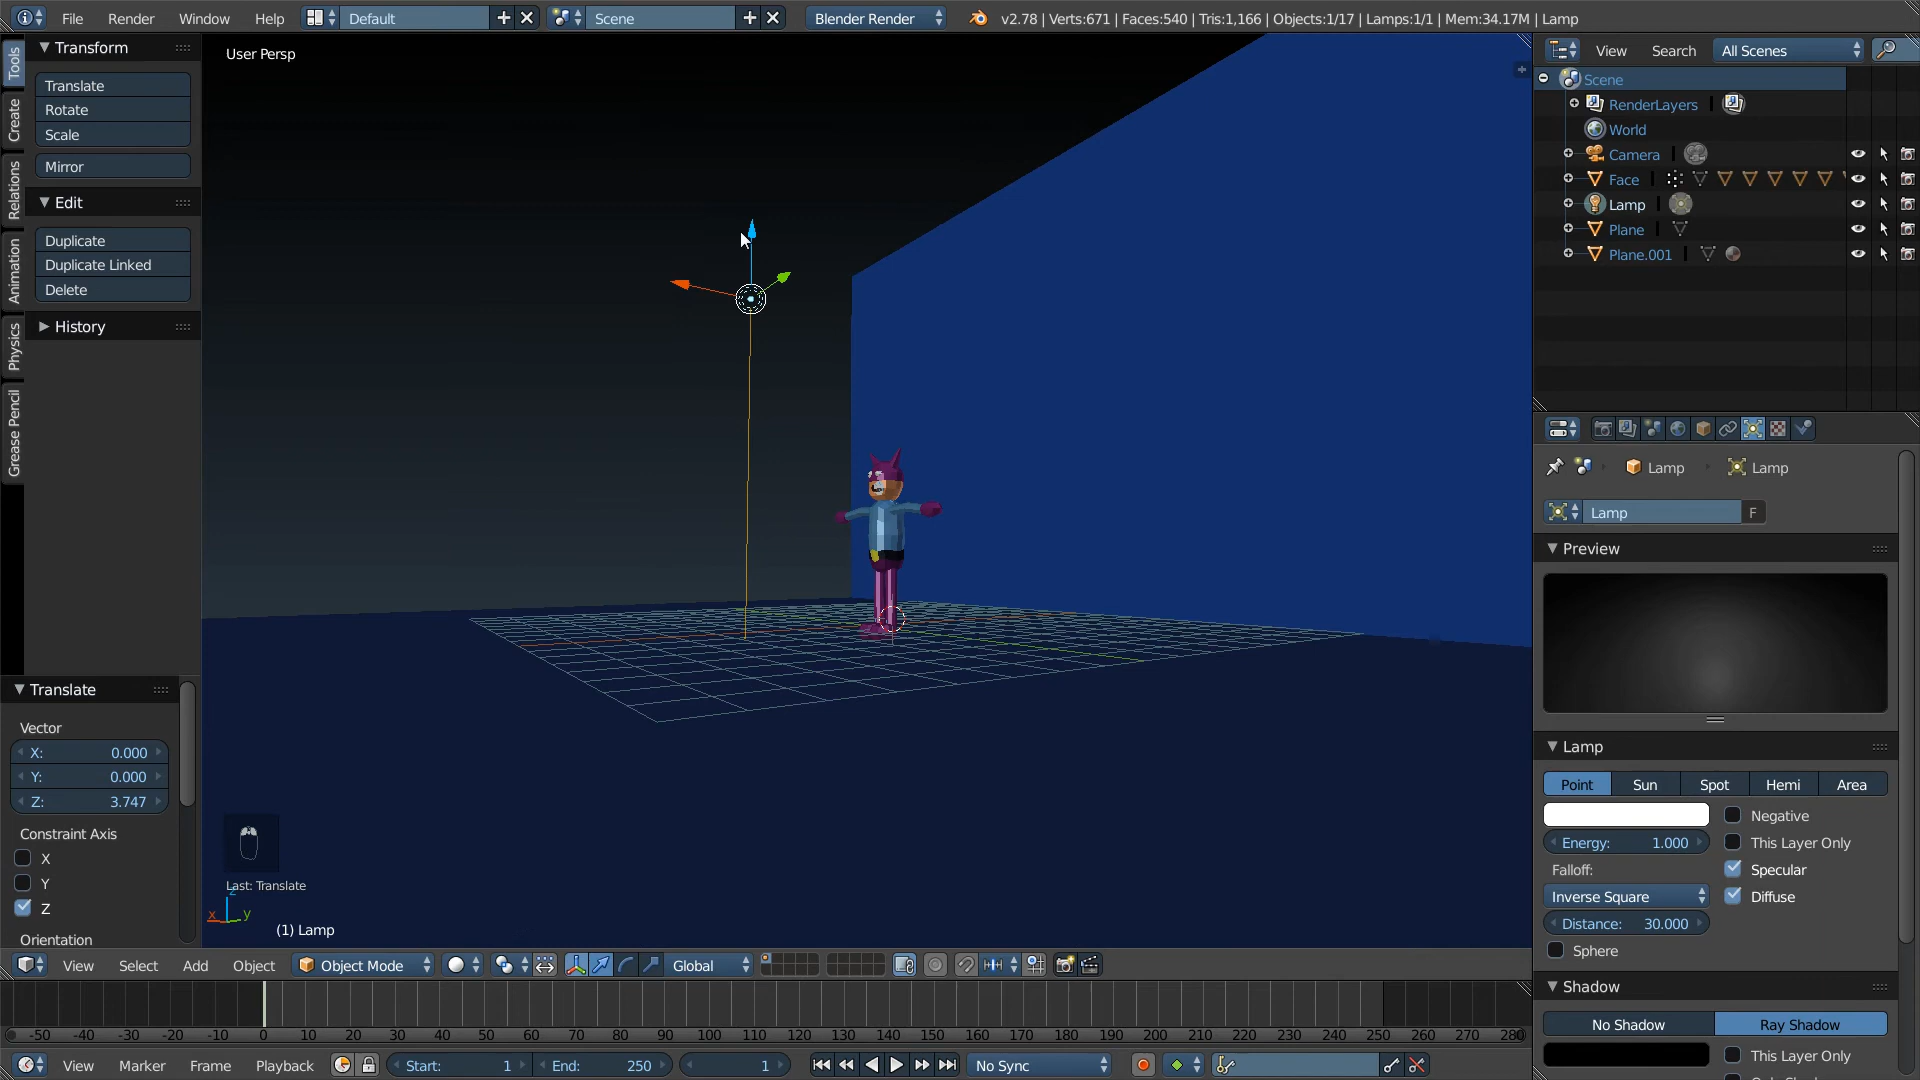 File Render Window Help Default Scene Blender Render v2.78 | Verts:671 | Faces:540 | Tris:1,166 | Objects:1/17 | Lamps:1/1 | Mem:34.17M | Lamp
Tools
Create
Relations
Animation
Physics
Grease Pencil
Transform
Translate
Rotate
Scale
Mirror
Edit
Duplicate
Duplicate Linked
Delete
History
Translate
Vector
X: 0.000
Y: 0.000
Z: 3.747
Constraint Axis
X
Y
Z
Orientation
User Persp
Last: Translate
z
x y
(1) Lamp
View Select Add Object Object Mode Global
-50 -40 -30 -20 -10 0 10 20 30 40 50 60 70 80 90 100 110 120 130 140 150 160 170 180 190 200 210 220 230 240 250 260 270 280
View Marker Frame Playback Start: 1 End: 250 1 No Sync
View Search All Scenes
Scene
RenderLayers |
World
Camera |
Face |
Lamp |
Plane |
Plane.001 |
Lamp Lamp
Lamp F
Preview
Lamp
Point Sun Spot Hemi Area
Negative
Energy: 1.000 This Layer Only
Falloff: Specular
Inverse Square Diffuse
Distance: 30.000
Sphere
Shadow
No Shadow Ray Shadow
This Layer Only